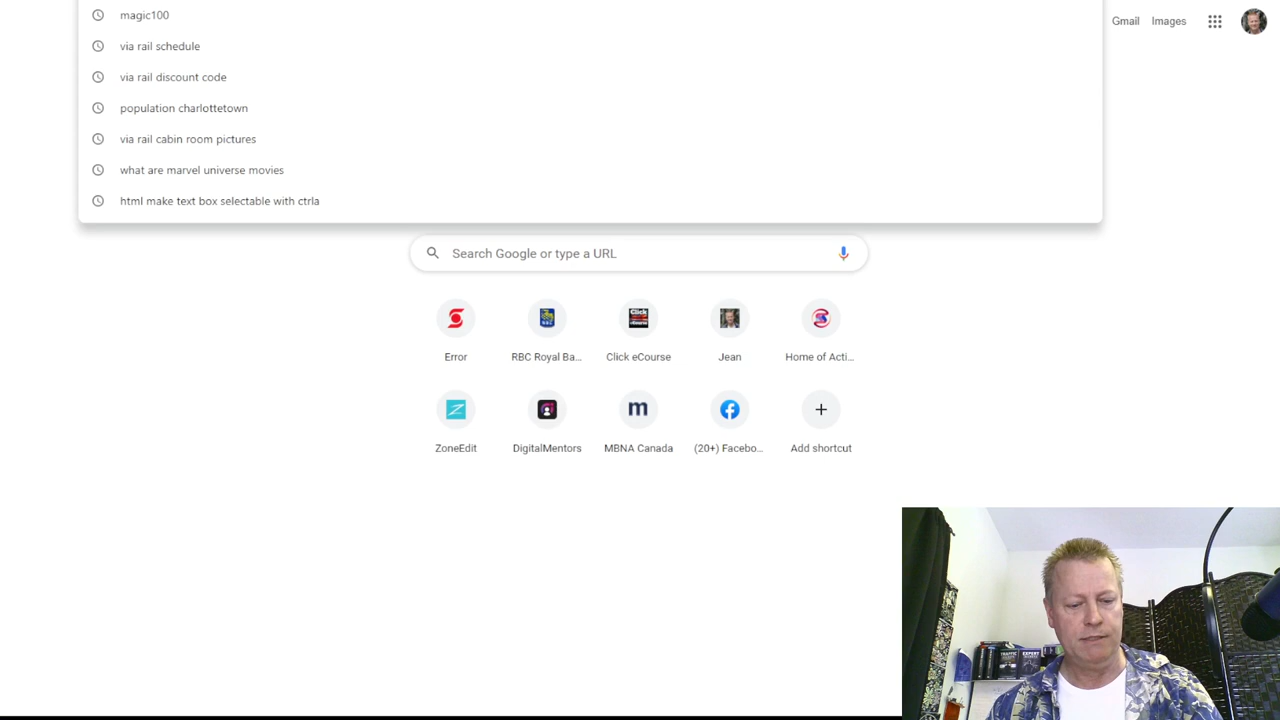 magic100
Gmail
Images
via rail schedule
via rail discount code
population charlottetown
via rail cabin room pictures
what are marvel universe movies
html make text box selectable with ctrla
Search Google or type a URL
Error
RBC Royal Ba...
Click eCourse
Jean
Home of Acti...
ZoneEdit
DigitalMentors
MBNA Canada
(20+) Facebo...
Add shortcut
TRAFFIC
EXPERT